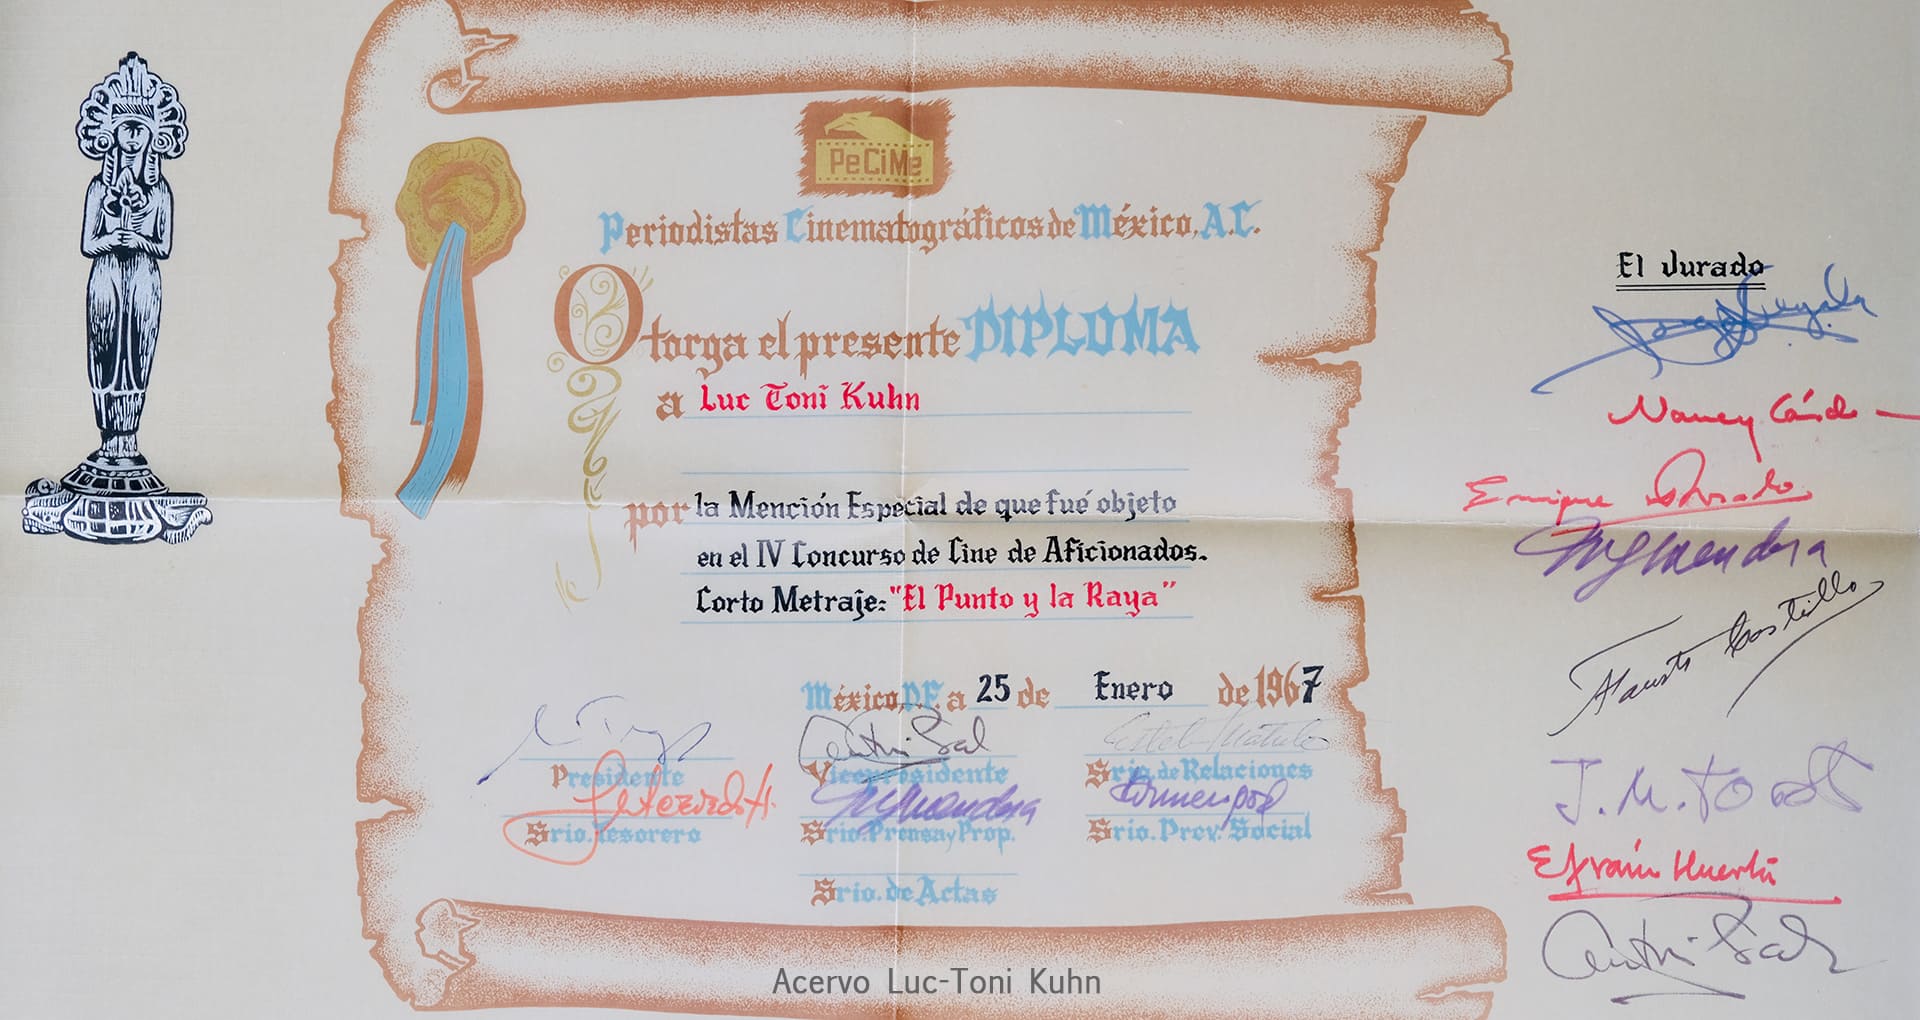 PeCiMe
Periodistas Cinematográficos de México, A.C.
Otorga el presente DIPLOMA
a Luc Toni Kuhn
por la Mención Especial de que fué objeto
en el IV Concurso de Cine de Aficionados.
Corto Metraje: "El Punto y la Raya"
México, D.F. a 25 de Enero de 1967
Presidente
Vicepresidente
Srio. de Relaciones
Srio. Tesorero
Srio. Prensa y Prop.
Srio. Prev. Social
Srio. de Actas
El Jurado
Nancy
Enrique Rosado
Fausto Castillo
J. M.
Efraín Huerta
Acervo Luc-Toni Kuhn